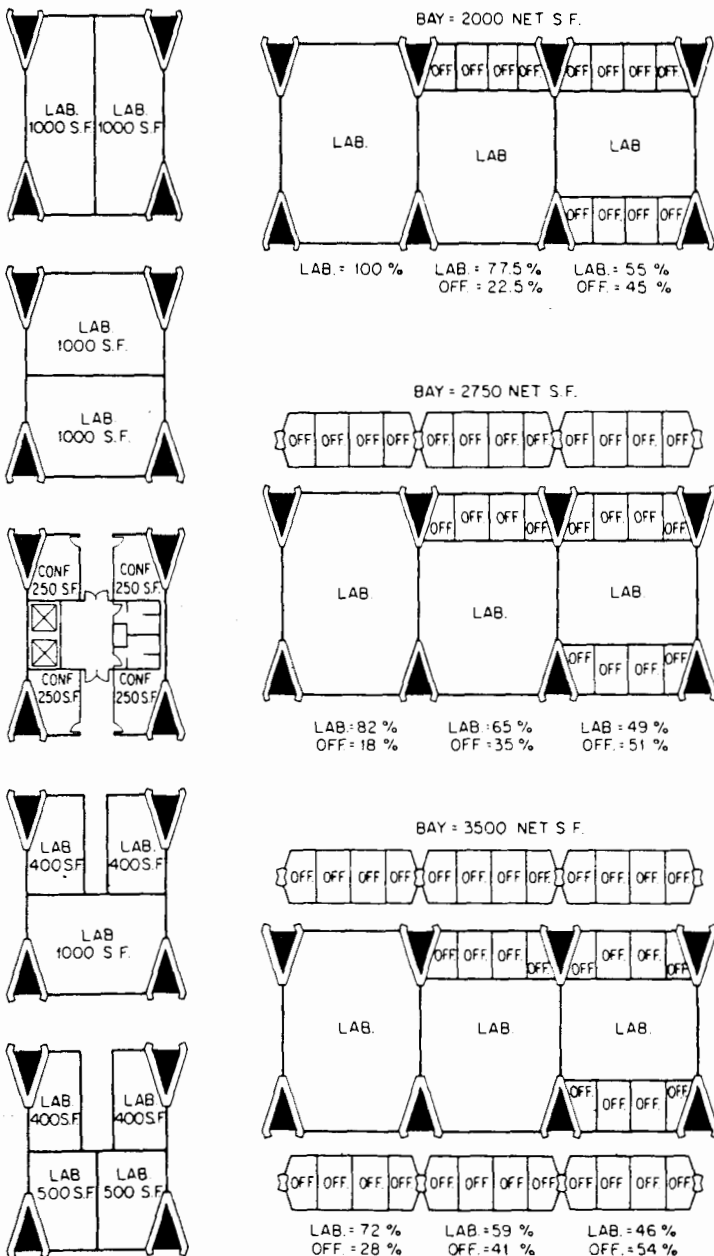 LAB. LAB.
1000 S.F. 1000 S.F
LAB.
1000 S.F.
LAB.
1000 S.F.
CONF CONF
250 S.F. 250 S.F.
CONF CONF
250 S.F. 250 S.F.
LAB LAB.
400 S.F. 400 S.F.
LAB
1000 S F.
LAB. LAB.
400 S.F. 400 S.F.
LAB LAB
500 S.F. 500 S.F.
BAY = 2000 NET S F.
OFF OFF OFF OFF. OFF. OFF. OFF. OFF.
LAB. LAB LAB
OFF. OFF. OFF. OFF
LAB. = 100 % LAB. = 77.5 % LAB. = 55 %
OFF. = 22.5 % OFF. = 45 %
BAY = 2750 NET S.F.
OFF OFF OFF. OFF. OFF. OFF. OFF. OFF OFF OFF. OFF. OFF
OFF. OFF. OFF OFF. OFF. OFF. OFF. OFF.
LAB. LAB. LAB.
OFF OFF. OFF. OFF
LAB. = 82 % LAB. = 65 % LAB = 49 %
OFF. = 18 % OFF = 35 % OFF. = 51 %
BAY = 3500 NET S F.
OFF. OFF. OFF OFF OFF. OFF. OFF. OFF. OFF. OFF. OFF. OFF.
OFF. OFF. OFF. OFF. OFF. OFF. OFF. OFF
LAB. LAB. LAB.
OFF. OFF. OFF. OFF.
OFF. OFF. OFF. OFF. OFF. OFF. OFF. OFF. OFF. OFF. OFF. OFF.
LAB. = 72 % LAB. = 59 % LAB. = 46 %
OFF. = 28 % OFF. = 41 % OFF. = 54 %